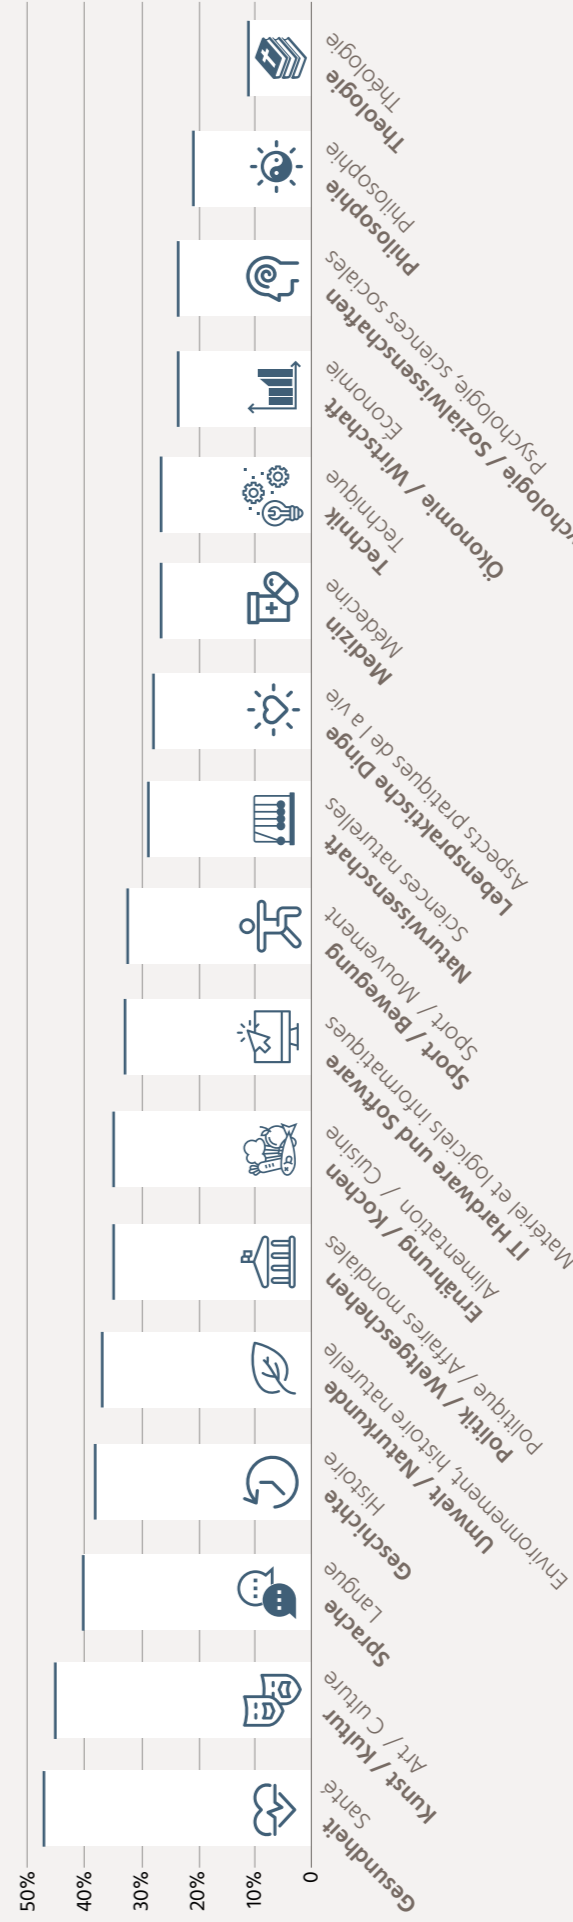 50%
40%
30%
20%
10%
0
Gesundheit
Santé
Kunst / Kultur
Art / Culture
Sprache
Langue
Geschichte
Histoire
Umwelt / Naturkunde
Environnement, histoire naturelle
Politik / Weltgeschehen
Politique / Affaires mondiales
Ernährung / Kochen
Alimentation / Cuisine
IT Hardware und Software
Matériel et logiciels informatiques
Sport / Bewegung
Sport / Mouvement
Naturwissenschaft
Sciences naturelles
Lebenspraktische Dinge
Aspects pratiques de l a vie
Medizin
Médecine
Technik
Technique
Ökonomie / Wirtschaft
Économie
ychologie / Sozialwissenschaften
Psychologie, sciences sociales
Philosophie
Philosophie
Theologie
Théologie